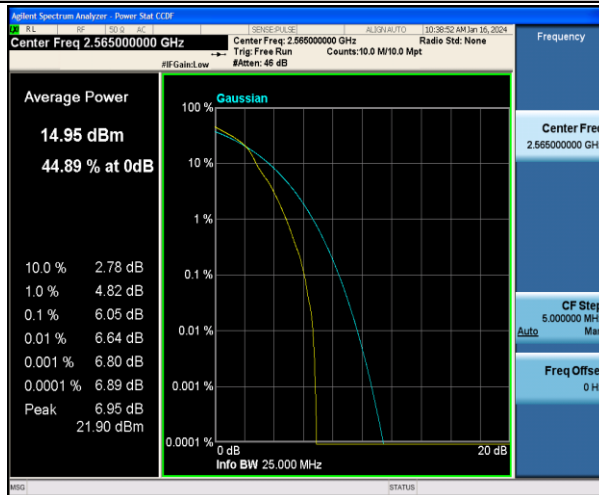 Agilent Spectrum Analyzer - Power Stat CCDF
RL RF 50 Ω AC SENSE:PULSE ALIGN AUTO 10:38:52 AM Jan 16, 2024
Center Freq 2.565000000 GHz
Center Freq: 2.565000000 GHz Radio Std: None
Trig: Free Run Counts:10.0 M/10.0 Mpt
#IFGain:Low #Atten: 46 dB
Frequency
Average Power
14.95 dBm
44.89 % at 0dB
10.0 % 2.78 dB
1.0 % 4.82 dB
0.1 % 6.05 dB
0.01 % 6.64 dB
0.001 % 6.80 dB
0.0001 % 6.89 dB
Peak 6.95 dB
21.90 dBm
Gaussian
100 %
10 %
1 %
0.1 %
0.01 %
0.001 %
0.0001 %
0 dB 20 dB
Info BW 25.000 MHz
Center Fre
2.565000000 GH
CF Step
5.000000 MH
Auto Ma
Freq Offse
0 H
MSG STATUS